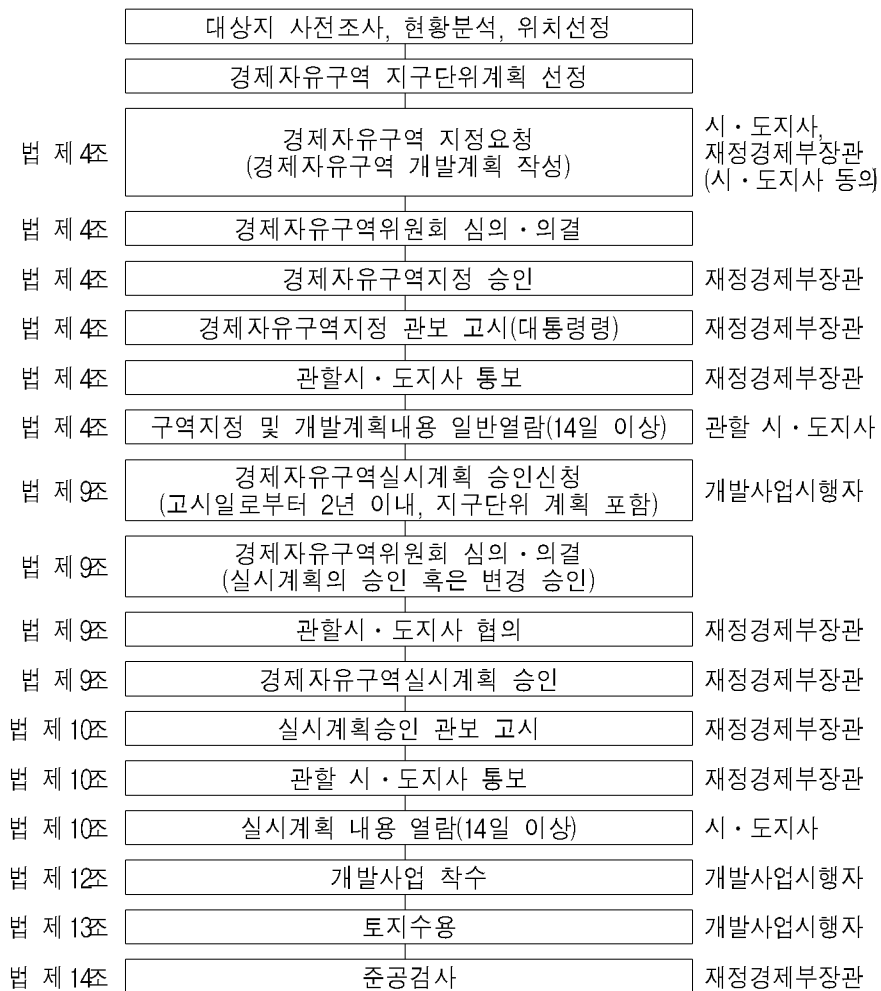 대상지 사전조사, 현황분석, 위치선정
경제자유구역 지구단위계획 선정
법 제4조 경제자유구역 지정요청 시·도지사,
(경제자유구역 개발계획 작성) 재정경제부장관
(시·도지사 동의)
법 제4조 경제자유구역위원회 심의·의결
법 제4조 경제자유구역지정 승인 재정경제부장관
법 제4조 경제자유구역지정 관보 고시(대통령령) 재정경제부장관
법 제4조 관할시·도지사 통보 재정경제부장관
법 제4조 구역지정 및 개발계획내용 일반열람(14일 이상) 관할 시·도지사
법 제9조 경제자유구역실시계획 승인신청 개발사업시행자
(고시일로부터 2년 이내, 지구단위 계획 포함)
법 제9조 경제자유구역위원회 심의·의결
(실시계획의 승인 혹은 변경 승인)
법 제9조 관할시·도지사 협의 재정경제부장관
법 제9조 경제자유구역실시계획 승인 재정경제부장관
법 제10조 실시계획승인 관보 고시 재정경제부장관
법 제10조 관할 시·도지사 통보 재정경제부장관
법 제10조 실시계획 내용 열람(14일 이상) 시·도지사
법 제12조 개발사업 착수 개발사업시행자
법 제13조 토지수용 개발사업시행자
법 제14조 준공검사 재정경제부장관